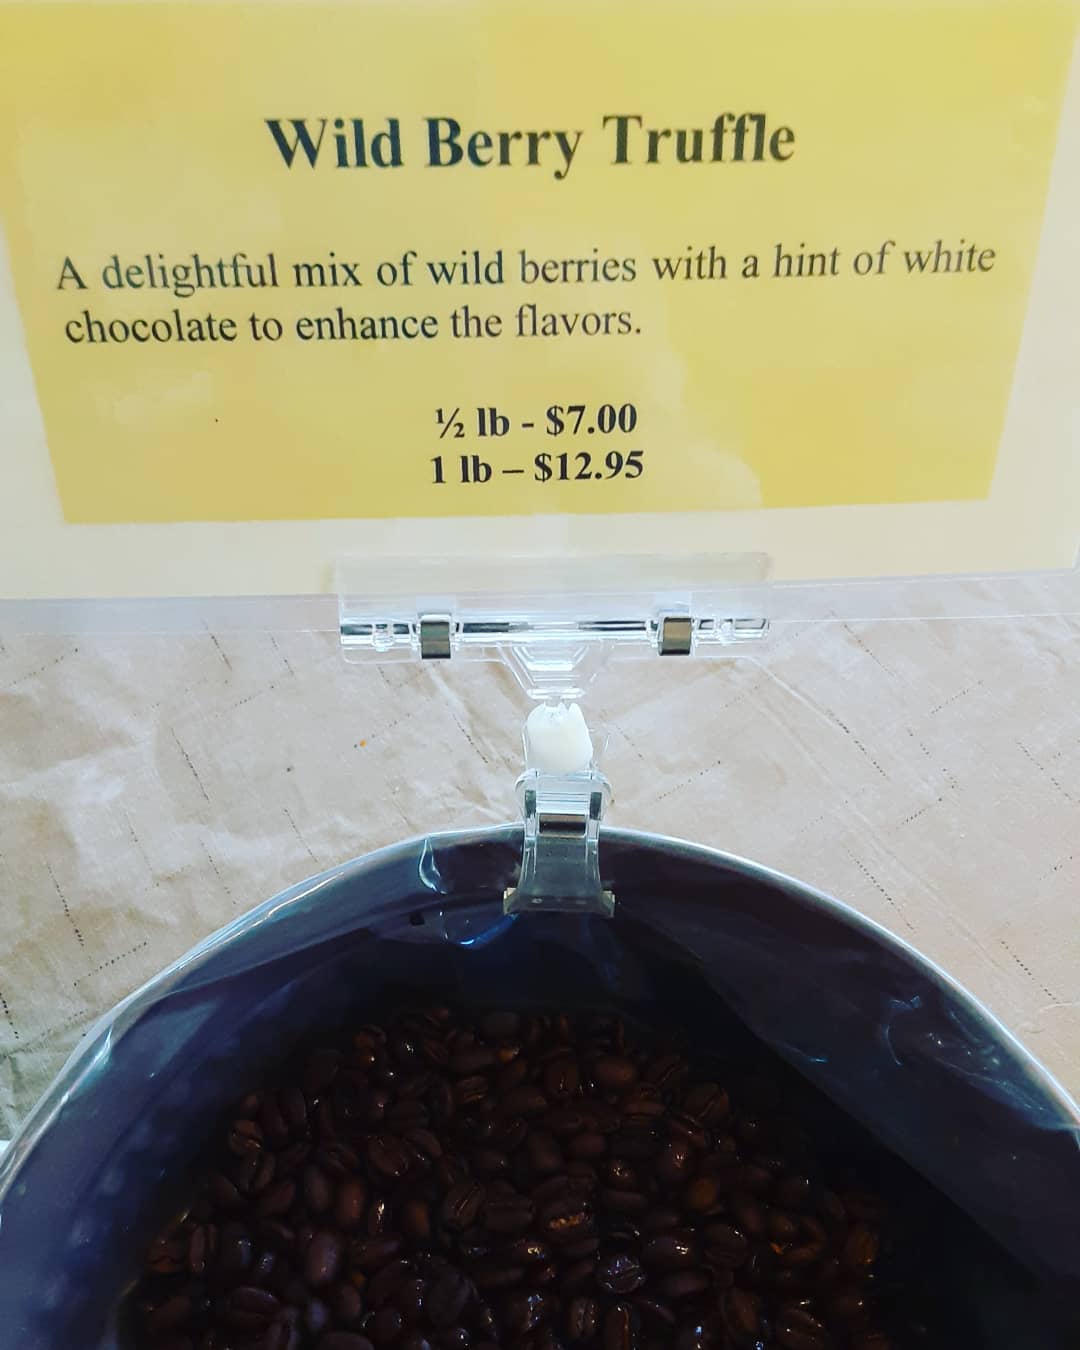 Wild Berry Truffle
A delightful mix of wild berries with a hint of white
chocolate to enhance the flavors.
½ lb - $7.00
1 lb – $12.95